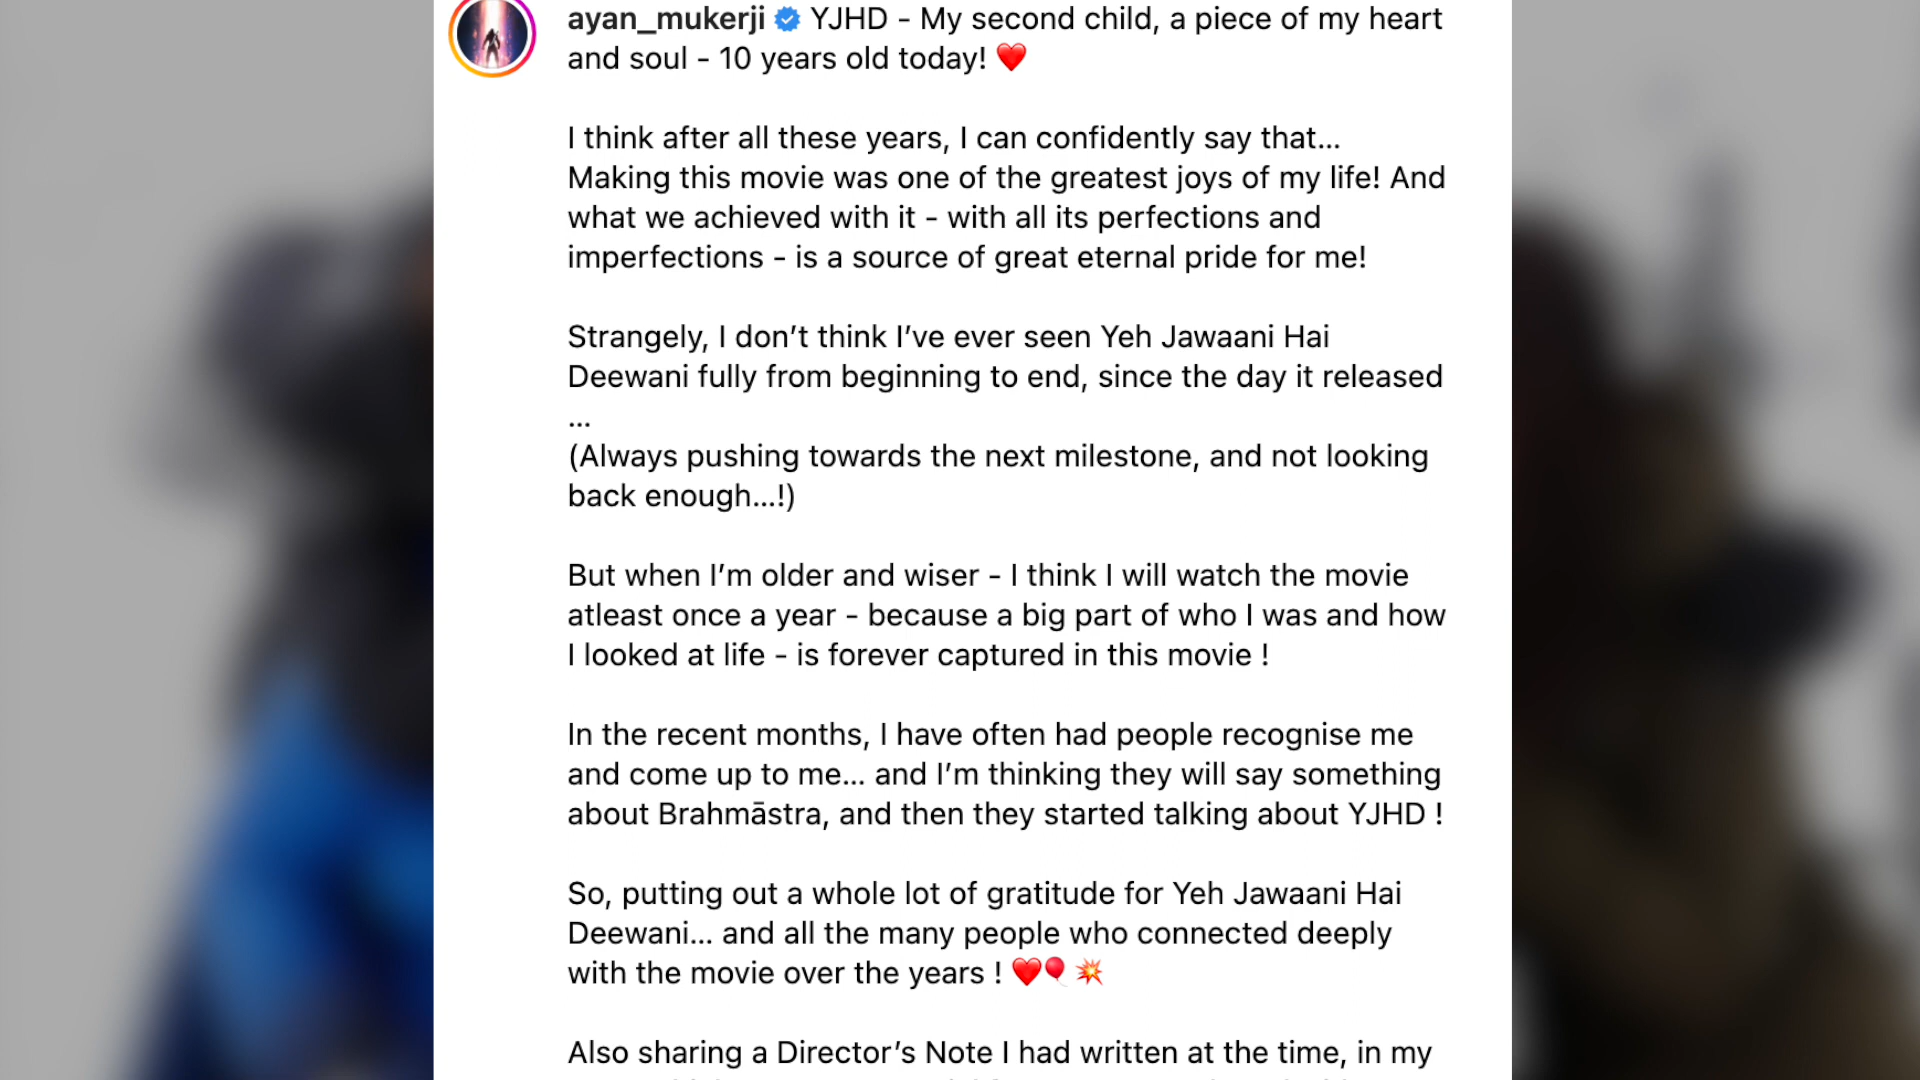 ayan_mukerji YJHD - My second child, a piece of my heart
and soul - 10 years old today! ❤️
I think after all these years, I can confidently say that...
Making this movie was one of the greatest joys of my life! And
what we achieved with it - with all its perfections and
imperfections - is a source of great eternal pride for me!
Strangely, I don’t think I’ve ever seen Yeh Jawaani Hai
Deewani fully from beginning to end, since the day it released
...
(Always pushing towards the next milestone, and not looking
back enough...!)
But when I’m older and wiser - I think I will watch the movie
atleast once a year - because a big part of who I was and how
I looked at life - is forever captured in this movie !
In the recent months, I have often had people recognise me
and come up to me... and I’m thinking they will say something
about Brahmāstra, and then they started talking about YJHD !
So, putting out a whole lot of gratitude for Yeh Jawaani Hai
Deewani... and all the many people who connected deeply
with the movie over the years ! ❤️🎈💥
Also sharing a Director’s Note I had written at the time, in my